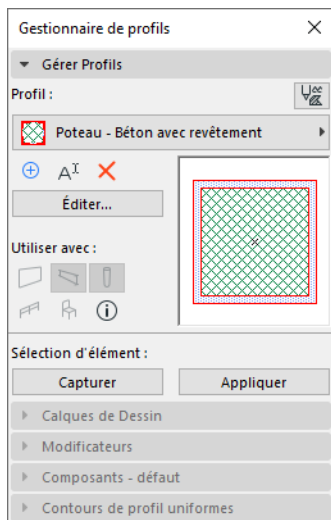 Gestionnaire de profils
Gérer Profils
Profil :
Poteau - Béton avec revêtement
Éditer...
Utiliser avec :
Sélection d'élément :
Capturer
Appliquer
Calques de Dessin
Modificateurs
Composants - défaut
Contours de profil uniformes